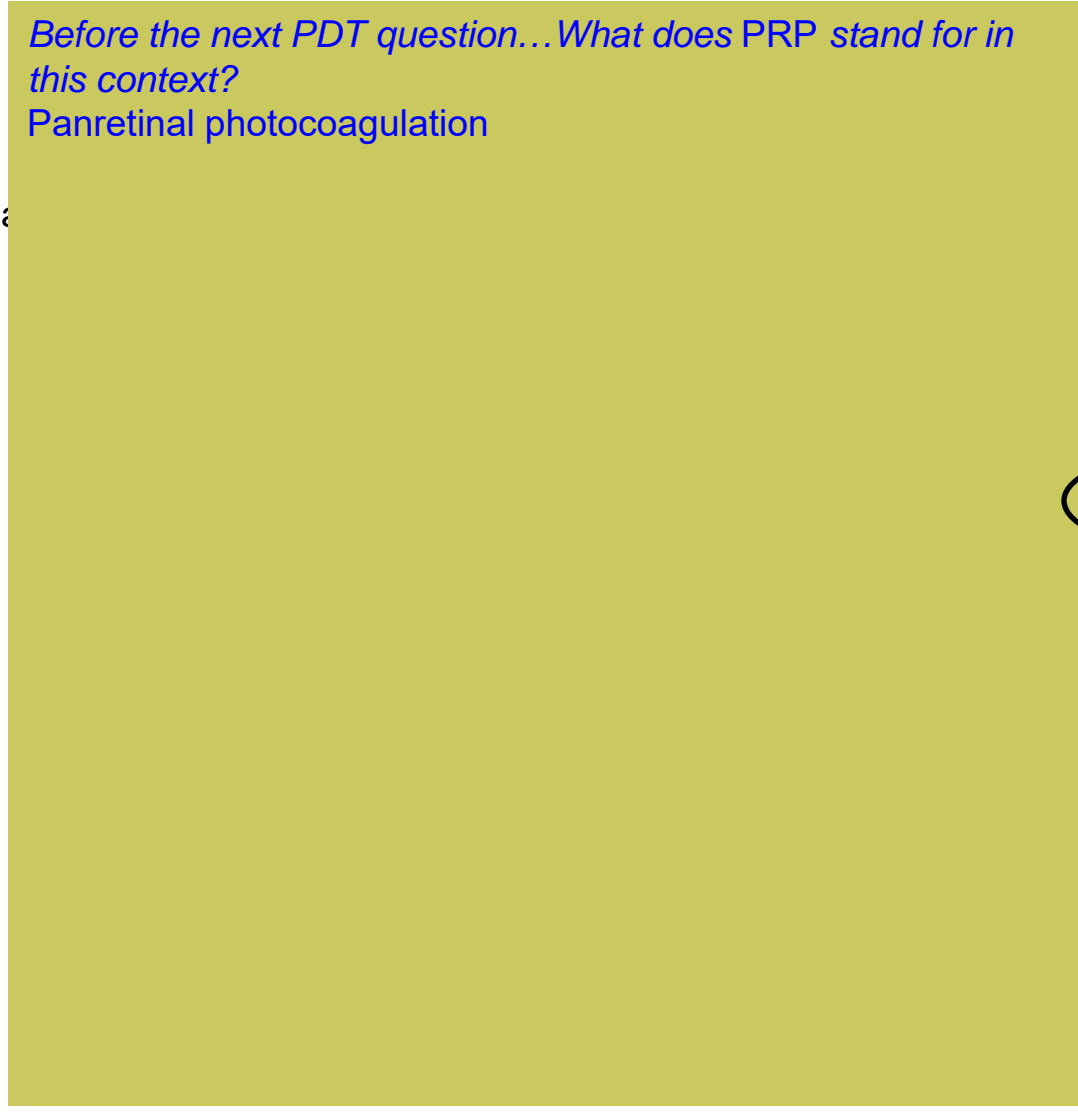 Before the next PDT question…What does PRP stand for in
this context?
Panretinal photocoagulation